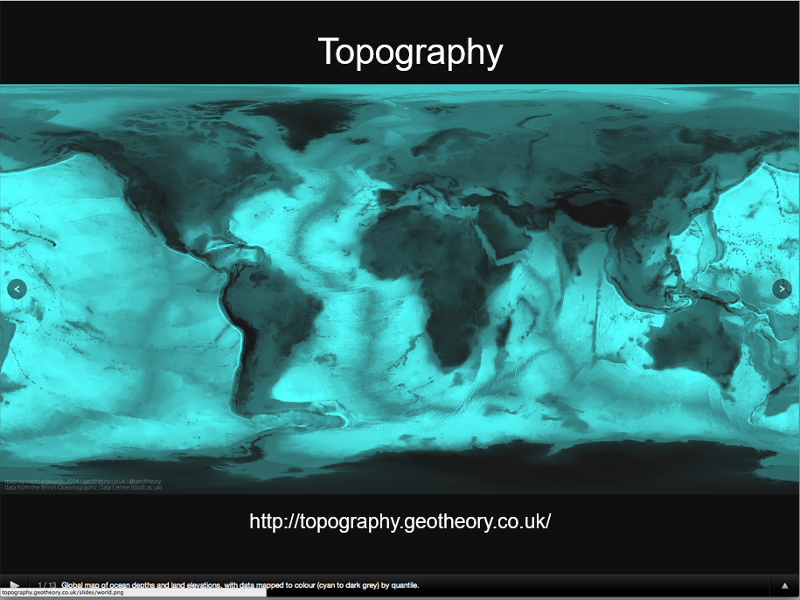 Topography
map by robin edwards, 2014 | geotheory.co.uk | @geotheory
data from the British Oceanographic Data Centre (bodc.ac.uk)
http://topography.geotheory.co.uk/
1 / 13 Global map of ocean depths and land elevations, with data mapped to colour (cyan to dark grey) by quantile.
topography.geotheory.co.uk/slides/world.png